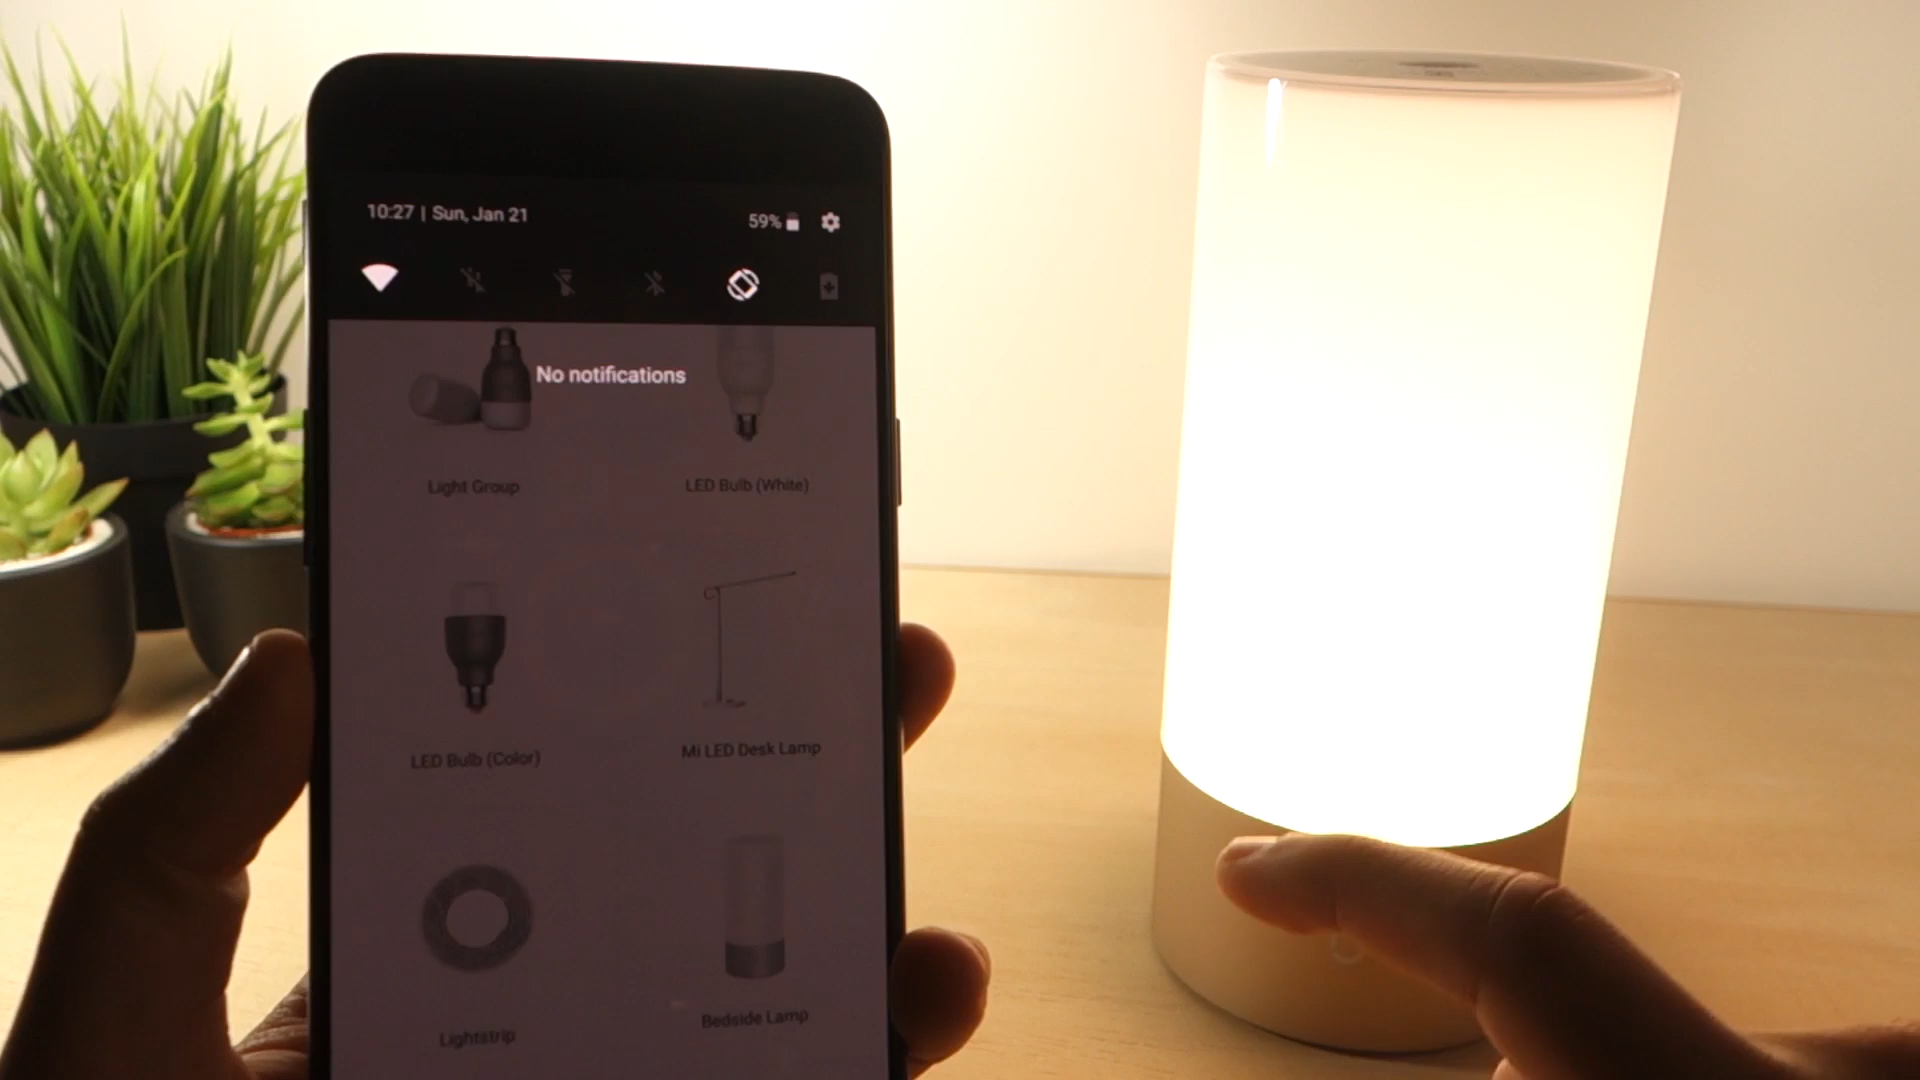 10:27 | Sun, Jan 21
59%
No notifications
Light Group
LED Bulb (White)
LED Bulb (Color)
Mi LED Desk Lamp
Lightstrip
Bedside Lamp